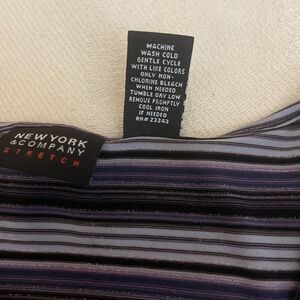 MACHINE
WASH COLD
GENTLE CYCLE
WITH LIKE COLORS
ONLY NON-
CHLORINE BLEACH
WHEN NEEDED
TUMBLE DRY LOW
REMOVE PROMPTLY
COOL IRON
IF NEEDED
RN# 23243
NEW YORK
&COMPANY
STRETCH